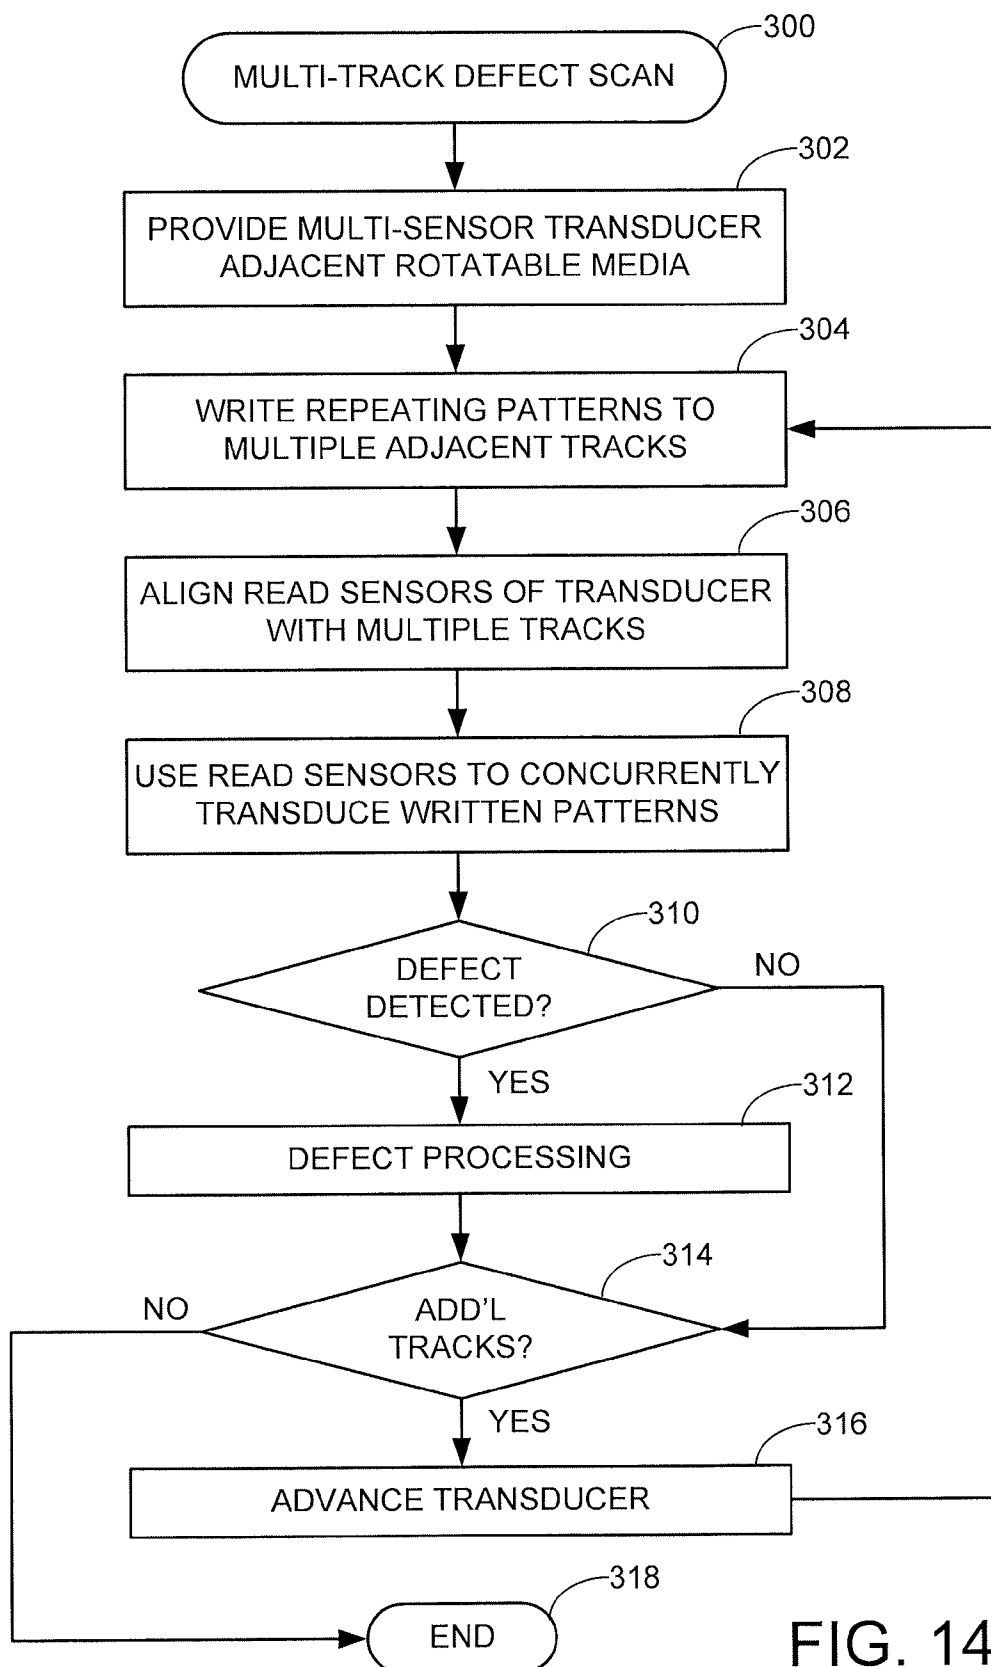 300
MULTI-TRACK DEFECT SCAN
302
PROVIDE MULTI-SENSOR TRANSDUCER
ADJACENT ROTATABLE MEDIA
304
WRITE REPEATING PATTERNS TO
MULTIPLE ADJACENT TRACKS
306
ALIGN READ SENSORS OF TRANSDUCER
WITH MULTIPLE TRACKS
308
USE READ SENSORS TO CONCURRENTLY
TRANSDUCE WRITTEN PATTERNS
310
DEFECT
DETECTED?
NO
YES
312
DEFECT PROCESSING
314
ADD'L
TRACKS?
NO
YES
316
ADVANCE TRANSDUCER
318
END
FIG. 14